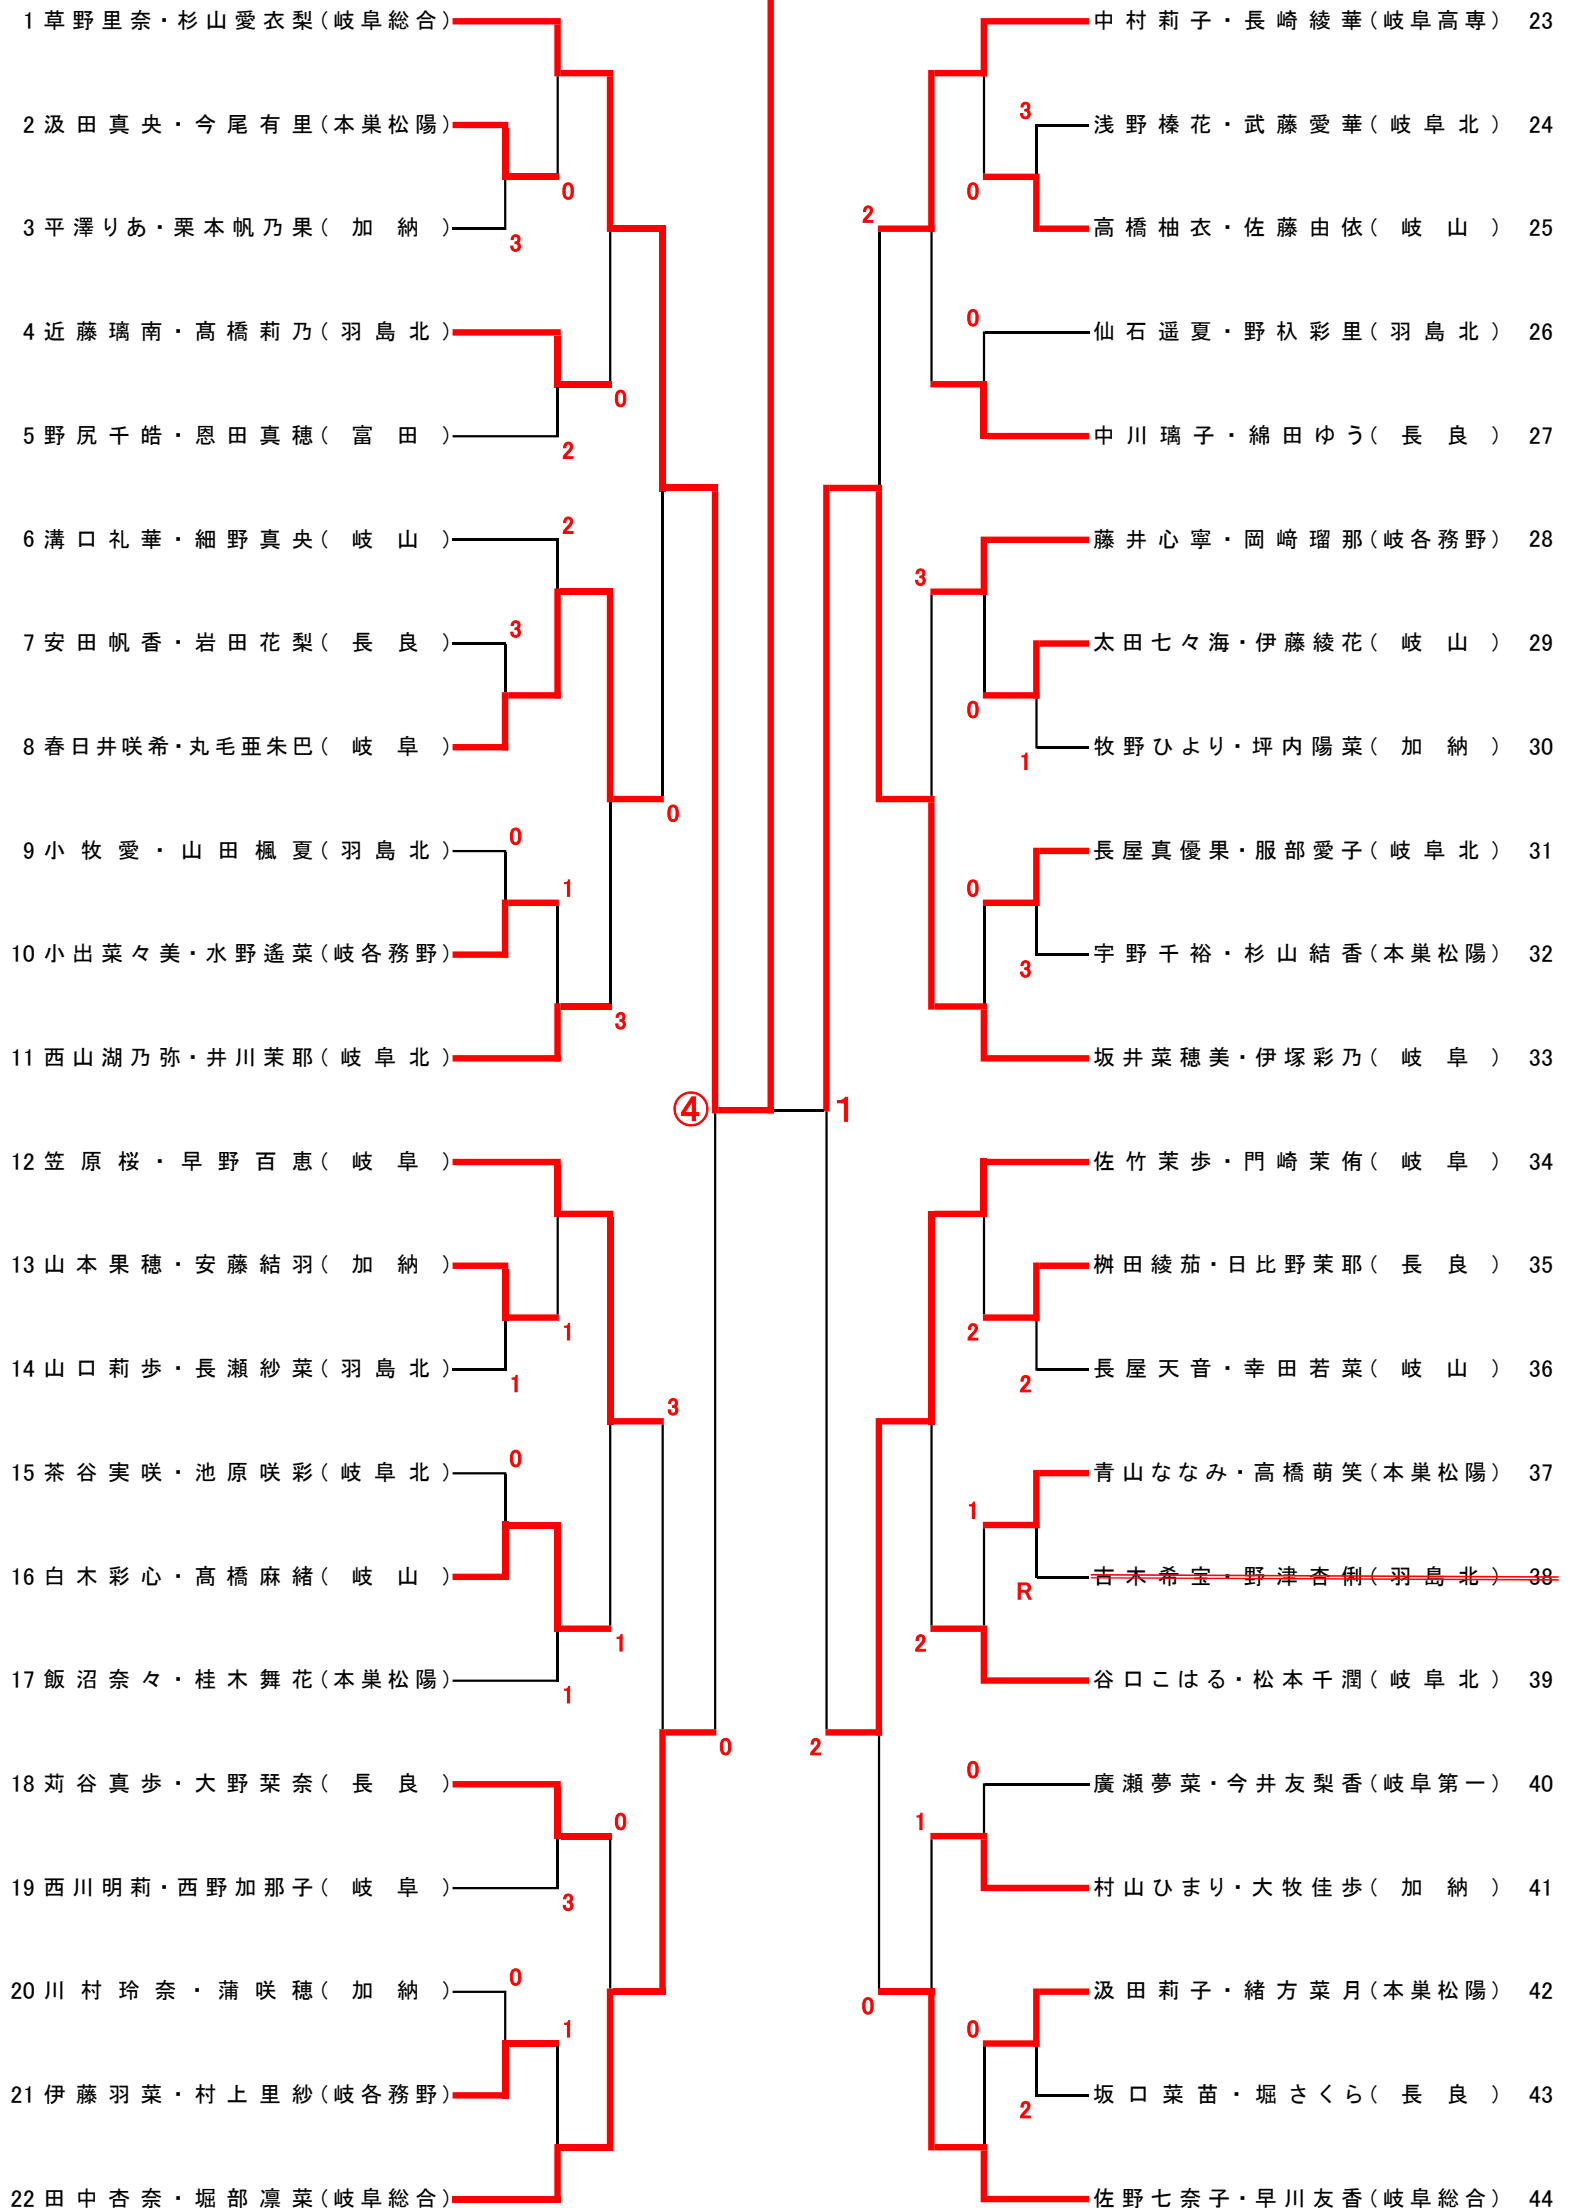 1 草野里奈・杉山愛衣梨(岐阜総合)
2 汲田真央・今尾有里(本巣松陽)
0
3 平澤りあ・栗本帆乃果(加納)
3
4 近藤璃南・髙橋莉乃(羽島北)
0
5 野尻千皓・恩田真穂(富田)
2
6 溝口礼華・細野真央(岐山)
2
7 安田帆香・岩田花梨(長良)
3
8 春日井咲希・丸毛亜朱巴(岐阜)
0
9 小牧愛・山田楓夏(羽島北)
0
1
10 小出菜々美・水野遙菜(岐各務野)
3
11 西山湖乃弥・井川茉耶(岐阜北)
④
1
12 笠原桜・早野百恵(岐阜)
13 山本果穂・安藤結羽(加納)
1
14 山口莉歩・長瀬紗菜(羽島北)
1
3
15 茶谷実咲・池原咲彩(岐阜北)
0
16 白木彩心・髙橋麻緒(岐山)
1
17 飯沼奈々・桂木舞花(本巣松陽)
1
0
18 苅谷真歩・大野栞奈(長良)
0
19 西川明莉・西野加那子(岐阜)
3
20 川村玲奈・蒲咲穂(加納)
0
1
21 伊藤羽菜・村上里紗(岐各務野)
22 田中杏奈・堀部凛菜(岐阜総合)
中村莉子・長崎綾華(岐阜高専) 23
3
浅野榛花・武藤愛華(岐阜北) 24
0
2
高橋柚衣・佐藤由依(岐山) 25
0
仙石遥夏・野杁彩里(羽島北) 26
中川璃子・綿田ゆう(長良) 27
藤井心寧・岡﨑瑠那(岐各務野) 28
3
太田七々海・伊藤綾花(岐山) 29
0
牧野ひより・坪内陽菜(加納) 30
1
長屋真優果・服部愛子(岐阜北) 31
0
宇野千裕・杉山結香(本巣松陽) 32
3
坂井菜穂美・伊塚彩乃(岐阜) 33
佐竹茉歩・門崎茉侑(岐阜) 34
桝田綾茄・日比野茉耶(長良) 35
2
長屋天音・幸田若菜(岐山) 36
2
青山ななみ・高橋萌笑(本巣松陽) 37
1
古木希宝・野津杏俐(羽島北) 38
R
2
谷口こはる・松本千潤(岐阜北) 39
2
0
廣瀬夢菜・今井友梨香(岐阜第一) 40
1
村山ひまり・大牧佳歩(加納) 41
汲田莉子・緒方菜月(本巣松陽) 42
0
0
坂口菜苗・堀さくら(長良) 43
2
佐野七奈子・早川友香(岐阜総合) 44